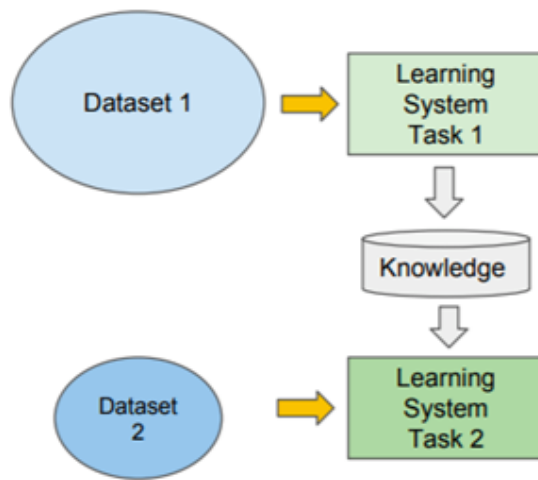 Dataset 1
Learning
System
Task 1
Knowledge
Dataset
2
Learning
System
Task 2